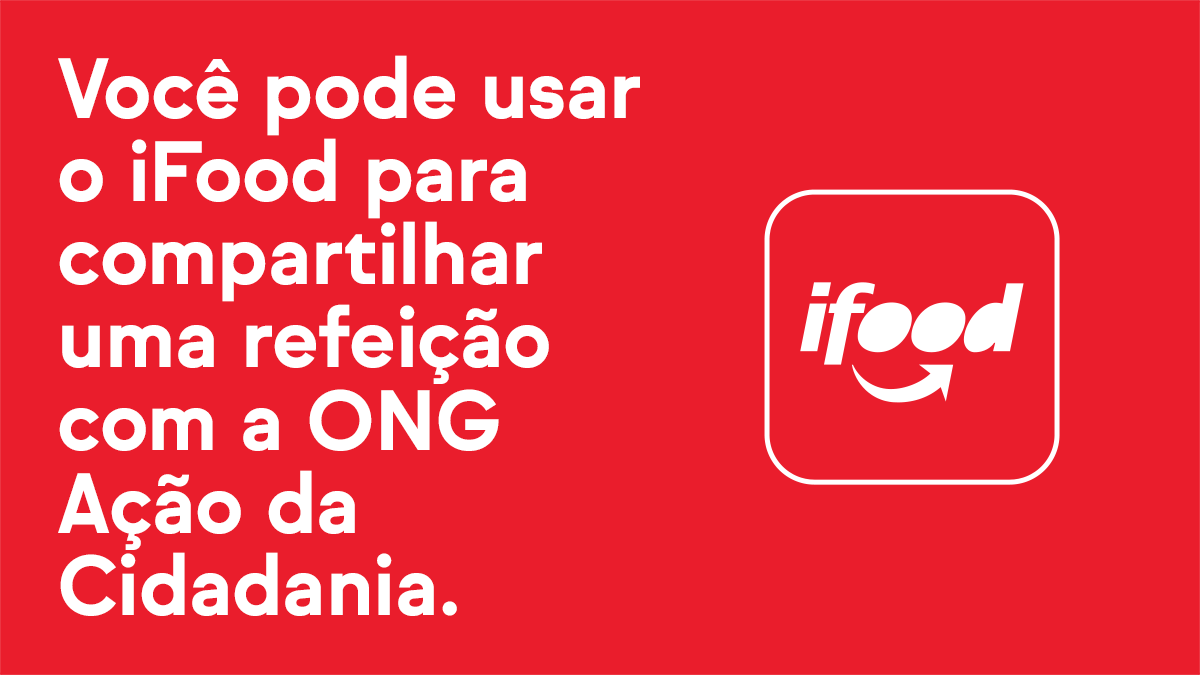 Você pode usar
o iFood para
compartilhar
uma refeição
com a ONG
Ação da
Cidadania.
ifood